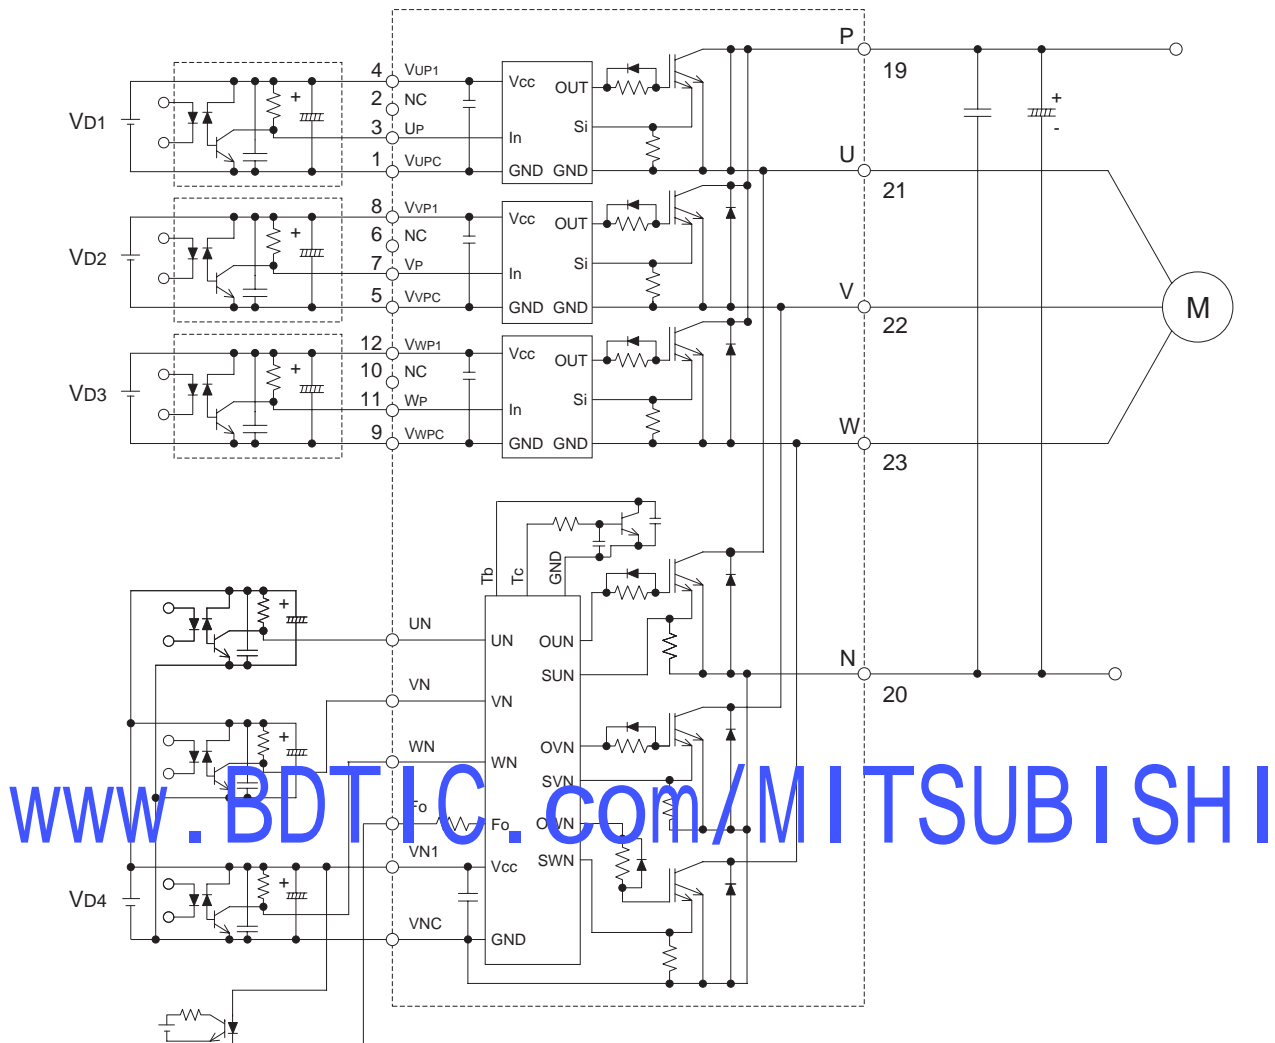 P
19
4 VUP1
2 NC
3 UP
1 VUPC
VD1
+
Vcc
OUT
Si
In
GND GND
+
-
U
21
8 VVP1
6 NC
7 VP
5 VVPC
VD2
+
Vcc
OUT
Si
In
GND GND
V
22
M
12 VWP1
10 NC
11 WP
9 VWPC
VD3
+
Vcc
OUT
Si
In
GND GND
W
23
Tb
Tc
GND
+
UN
UN
OUN
SUN
N
20
VN
VN
+
OVN
WN
WN
SVN
www.BDTIC.com/MITSUBISHI
Fo
Fo
OWN
VN1
Vcc
SWN
VD4
+
VNC
GND